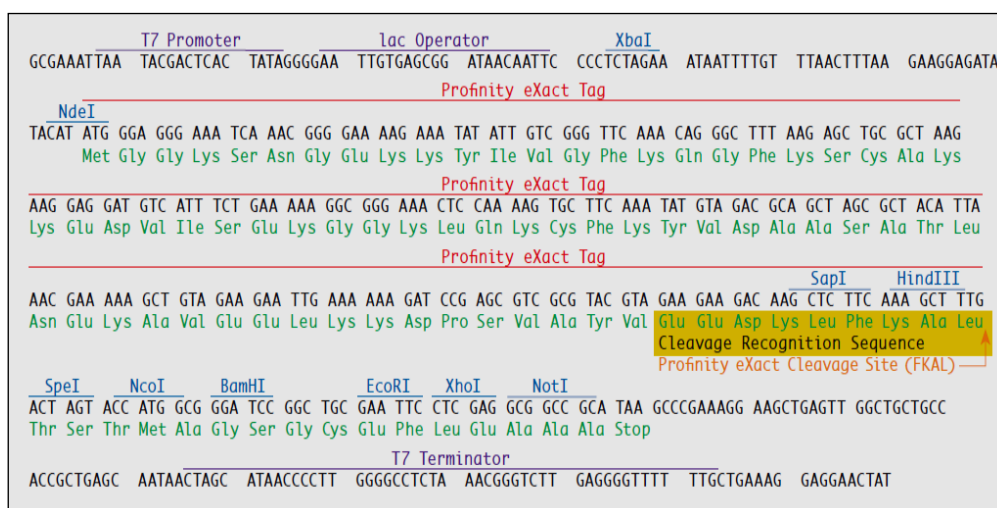 T7 Promoter lac Operator XbaI
GCGAAATTAA TACGACTCAC TATAGGGGAA TTGTGAGCGG ATAACAATTC CCCTCTAGAA ATAATTTTGT TTAACTTTAA GAAGGAGATA
Profinity eXact Tag
NdeI
TACAT ATG GGA GGG AAA TCA AAC GGG GAA AAG AAA TAT ATT GTC GGG TTC AAA CAG GGC TTT AAG AGC TGC GCT AAG
Met Gly Gly Lys Ser Asn Gly Glu Lys Lys Tyr Ile Val Gly Phe Lys Gln Gly Phe Lys Ser Cys Ala Lys
Profinity eXact Tag
AAG GAG GAT GTC ATT TCT GAA AAA GGC GGG AAA CTC CAA AAG TGC TTC AAA TAT GTA GAC GCA GCT AGC GCT ACA TTA
Lys Glu Asp Val Ile Ser Glu Lys Gly Gly Lys Leu Gln Lys Cys Phe Lys Tyr Val Asp Ala Ala Ser Ala Thr Leu
Profinity eXact Tag
SapI HindIII
AAC GAA AAA GCT GTA GAA GAA TTG AAA AAA GAT CCG AGC GTC GCG TAC GTA GAA GAA GAC AAG CTC TTC AAA GCT TTG
Asn Glu Lys Ala Val Glu Glu Leu Lys Lys Asp Pro Ser Val Ala Tyr Val Glu Glu Asp Lys Leu Phe Lys Ala Leu
Cleavage Recognition Sequence
Profinity eXact Cleavage Site (FKAL)
SpeI NcoI BamHI EcoRI XhoI NotI
ACT AGT ACC ATG GCG GGA TCC GGC TGC GAA TTC CTC GAG GCG GCC GCA TAA GCCCGAAAGG AAGCTGAGTT GGCTGCTGCC
Thr Ser Thr Met Ala Gly Ser Gly Cys Glu Phe Leu Glu Ala Ala Ala Stop
T7 Terminator
ACCGCTGAGC AATAACTAGC ATAACCCCTT GGGGCCTCTA AACGGGTCTT GAGGGGTTTT TTGCTGAAAG GAGGAACTAT